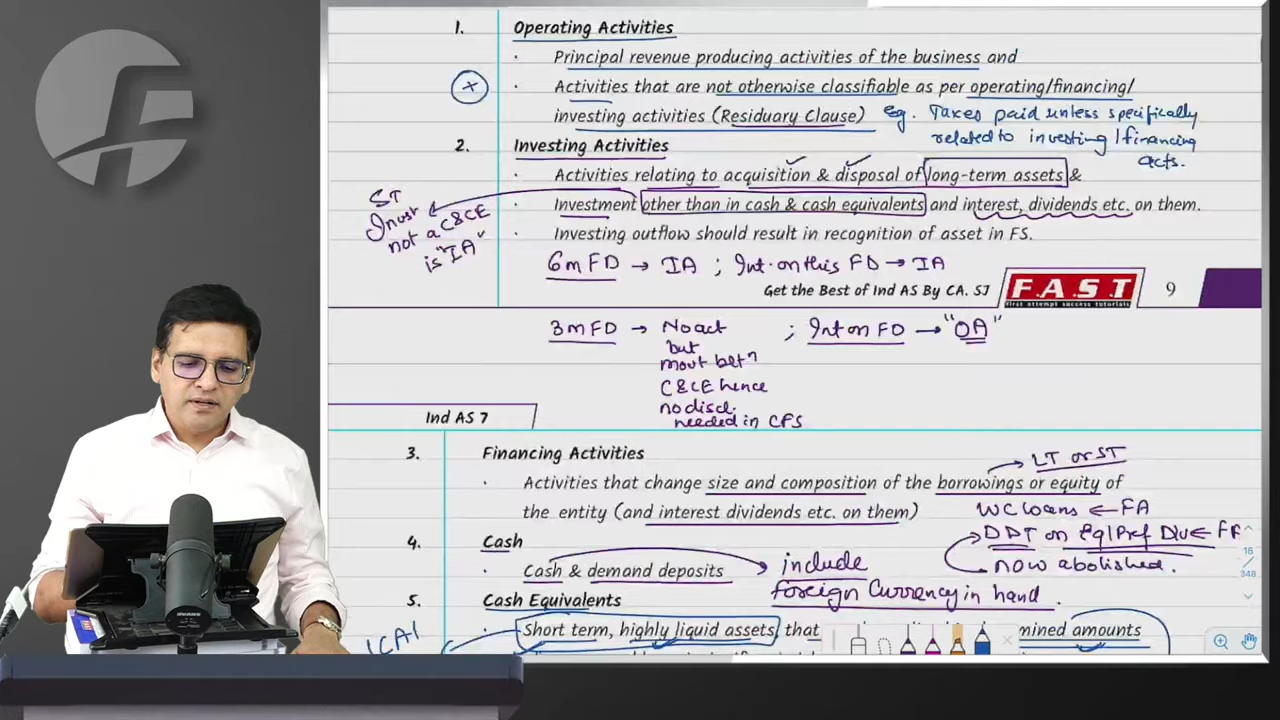 1. Operating Activities
· Principal revenue producing activities of the business and
· Activities that are not otherwise classifiable as per operating/financing/
investing activities (Residuary Clause) eg. Taxes paid unless specifically
related to investing / financing
acts.
2. Investing Activities
· Activities relating to acquisition & disposal of long-term assets &
· Investment other than in cash & cash equivalents and interest, dividends etc. on them.
ST
Invst
not a C&CE
is "IA"
· Investing outflow should result in recognition of asset in FS.
6m FD → IA ; Int. on this FD → IA
Get the Best of Ind AS By CA. SJ
F.A.S.T
first attempt success tutorials
9
3m FD → No act ; Int on FD → "OA"
but
movt betn
C&CE hence
no discl.
needed in CFS
Ind AS 7
3. Financing Activities
LT or ST
· Activities that change size and composition of the borrowings or equity of
the entity (and interest dividends etc. on them)
WC loans ← FA
DDT on Eq/Pref Div ← FA
now abolished.
4. Cash
· Cash & demand deposits
include
foreign Currency in hand.
5. Cash Equivalents
· Short term, highly liquid assets, that
mined amounts
ICAI
16
348